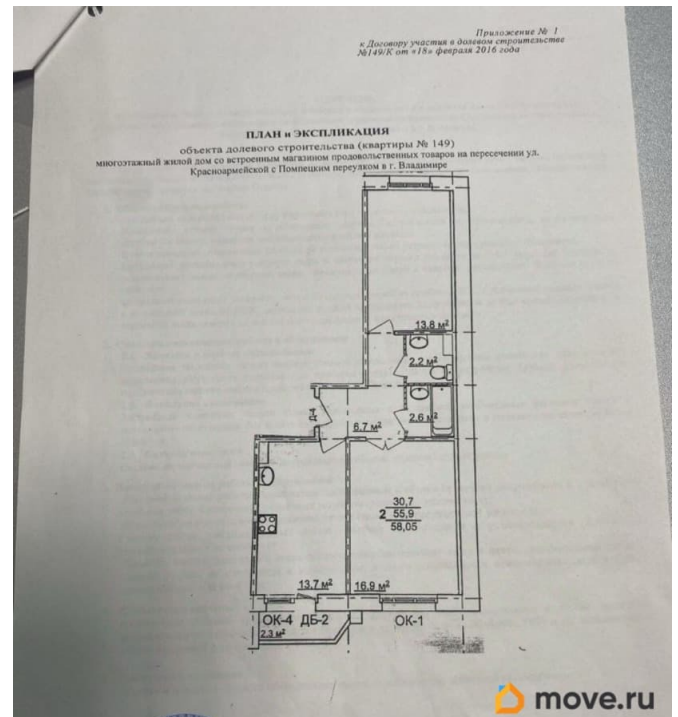 Приложение № 1
к Договору участия в долевом строительстве
№149/К от «18» февраля 2016 года
ПЛАН и ЭКСПЛИКАЦИЯ
объекта долевого строительства (квартиры № 149)
многоэтажный жилой дом со встроенным магазином продовольственных товаров на пересечении ул.
Красноармейской с Помпецким переулком в г. Владимире
13.8 м²
2.2 м²
Д-4
6.7 м²
2.6 м²
30,7
2 55,9
58,05
13.7 м²
16.9 м²
ОК-4 ДБ-2
ОК-1
2.3 м²
move.ru